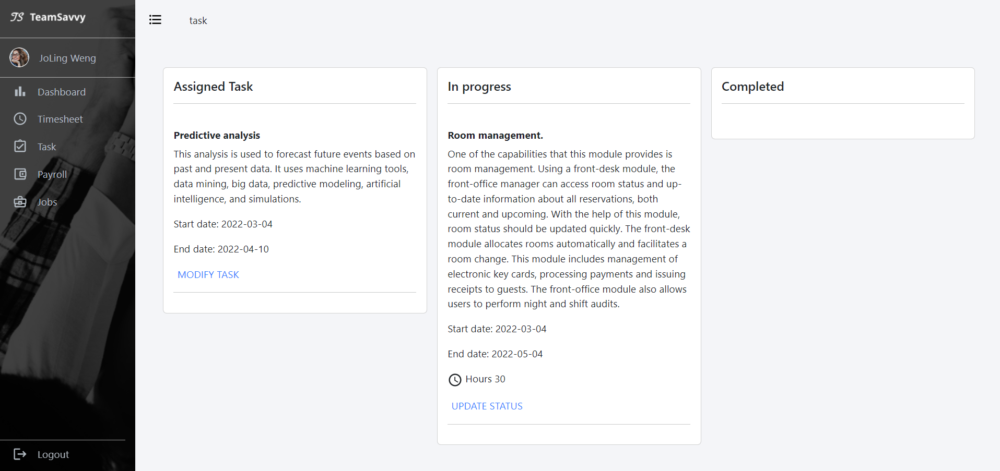 TS TeamSavvy
JoLing Weng
Dashboard
Timesheet
Task
Payroll
Jobs
Logout
task
Assigned Task
Predictive analysis
This analysis is used to forecast future events based on
past and present data. It uses machine learning tools,
data mining, big data, predictive modeling, artificial
intelligence, and simulations.
Start date: 2022-03-04
End date: 2022-04-10
MODIFY TASK
In progress
Room management.
One of the capabilities that this module provides is
room management. Using a front-desk module, the
front-office manager can access room status and up-
to-date information about all reservations, both
current and upcoming. With the help of this module,
room status should be updated quickly. The front-desk
module allocates rooms automatically and facilitates a
room change. This module includes management of
electronic key cards, processing payments and issuing
receipts to guests. The front-office module also allows
users to perform night and shift audits.
Start date: 2022-03-04
End date: 2022-05-04
Hours 30
UPDATE STATUS
Completed